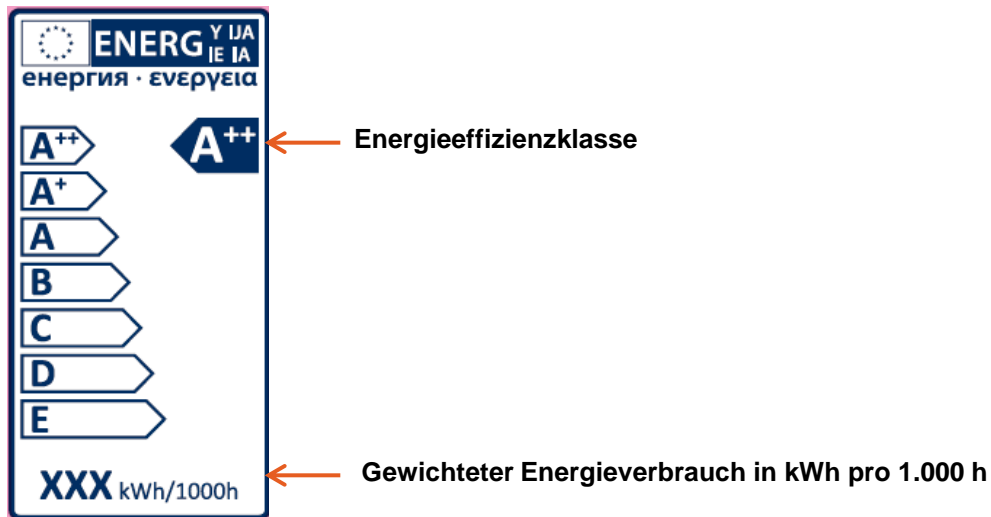 ENERG Y IJA
IE IA
енергия · ενεργεια
A++ A++ Energieeffizienzklasse
A+
A
B
C
D
E
XXX kWh/1000h Gewichteter Energieverbrauch in kWh pro 1.000 h